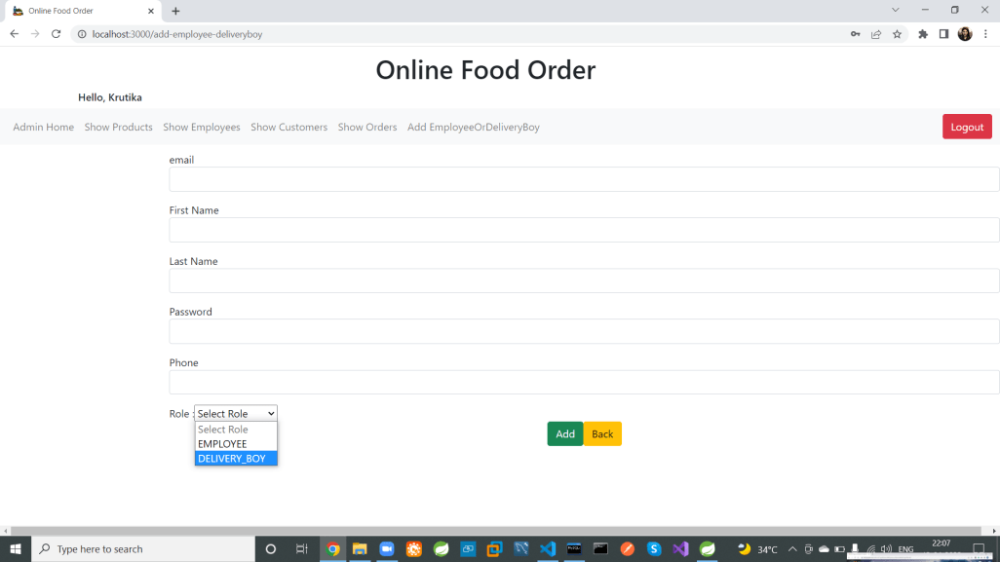 Online Food Order
localhost:3000/add-employee-deliveryboy
Online Food Order
Hello, Krutika
Admin Home Show Products Show Employees Show Customers Show Orders Add EmployeeOrDeliveryBoy Logout
email
First Name
Last Name
Password
Phone
Role : Select Role
Select Role
EMPLOYEE
DELIVERY_BOY
Add Back
Type here to search
34°C ENG 22:07